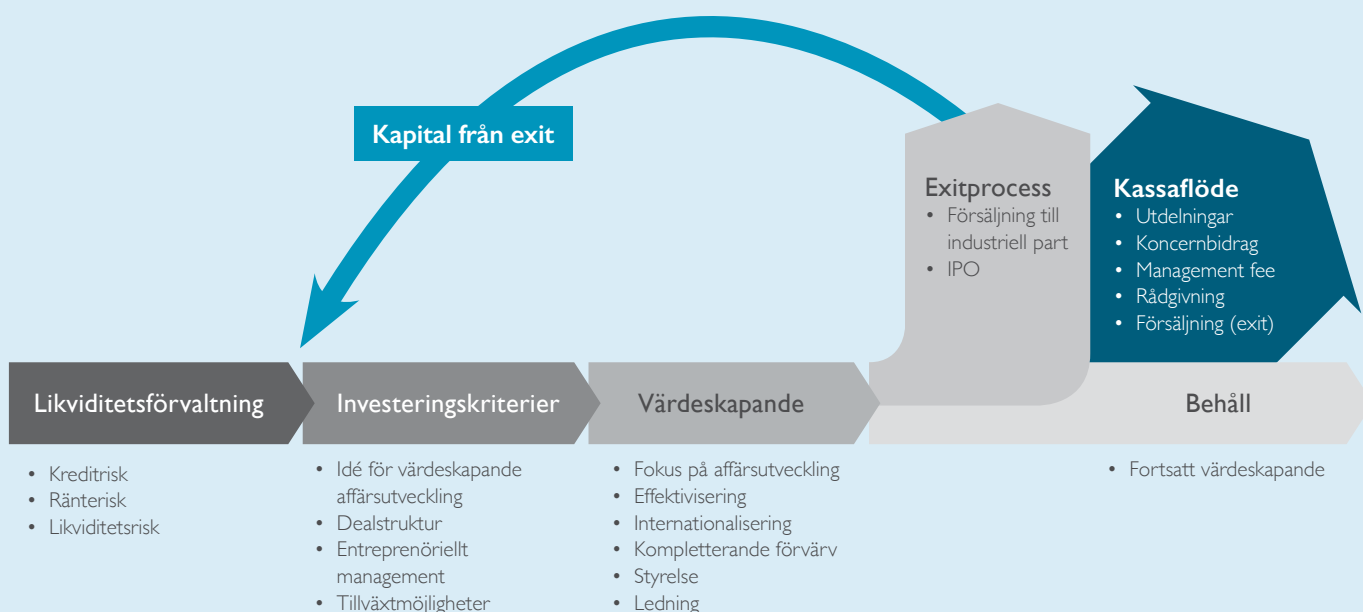 Kapital från exit
Exitprocess
• Försäljning till
industriell part
• IPO
Kassaflöde
• Utdelningar
• Koncernbidrag
• Management fee
• Rådgivning
• Försäljning (exit)
Likviditetsförvaltning
Investeringskriterier
Värdeskapande
Behåll
• Kreditrisk
• Ränterisk
• Likviditetsrisk
• Idé för värdeskapande
affärsutveckling
• Dealstruktur
• Entreprenöriellt
management
• Tillväxtmöjligheter
• Fokus på affärsutveckling
• Effektivisering
• Internationalisering
• Kompletterande förvärv
• Styrelse
• Ledning
• Fortsatt värdeskapande